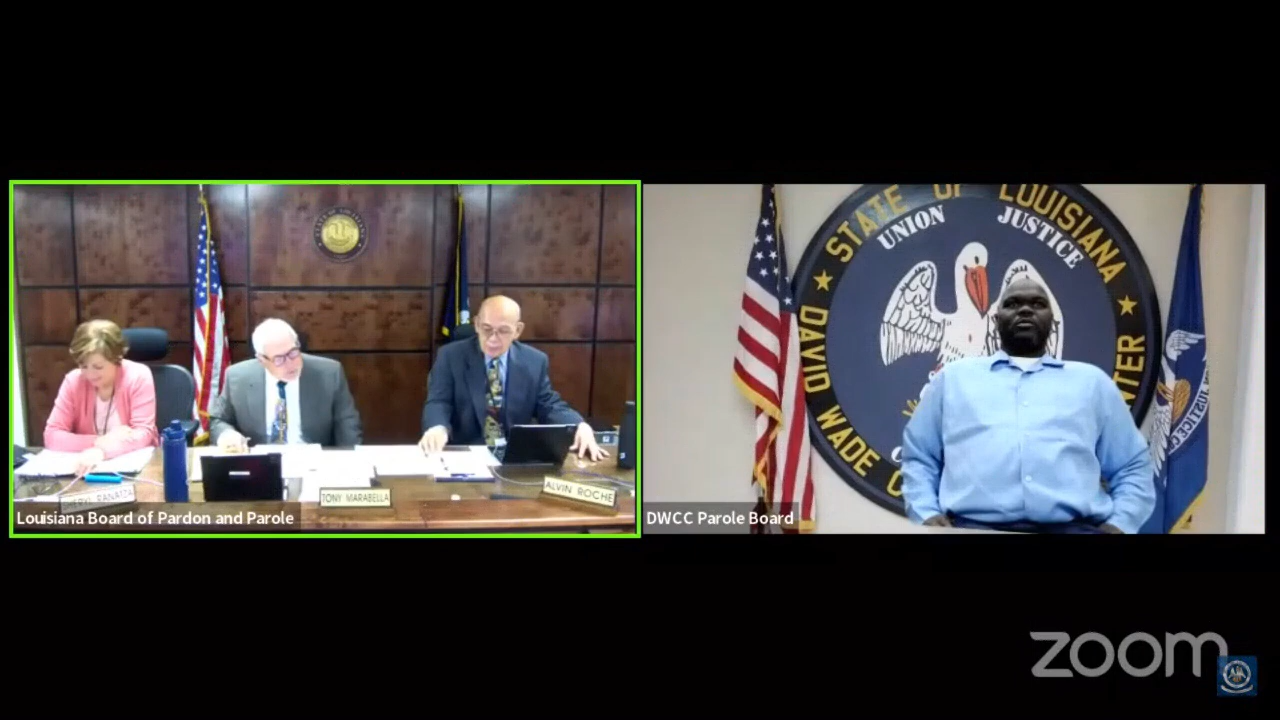 STATE OF LOUISIANA
UNION
JUSTICE
DAVID WADE
TONY MARABELLA
ALVIN ROCHE
Louisiana Board of Pardon and Parole
DWCC Parole Board
zoom